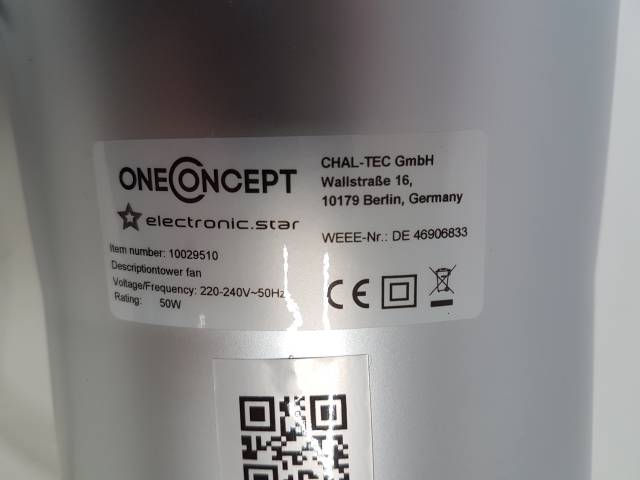 ONECONCEPT
electronic.star
Item number: 10029510
Descriptiontower fan
Voltage/Frequency: 220-240V~50Hz
Rating: 50W
CHAL-TEC GmbH
Wallstraße 16,
10179 Berlin, Germany
WEEE-Nr.: DE 46906833
CE